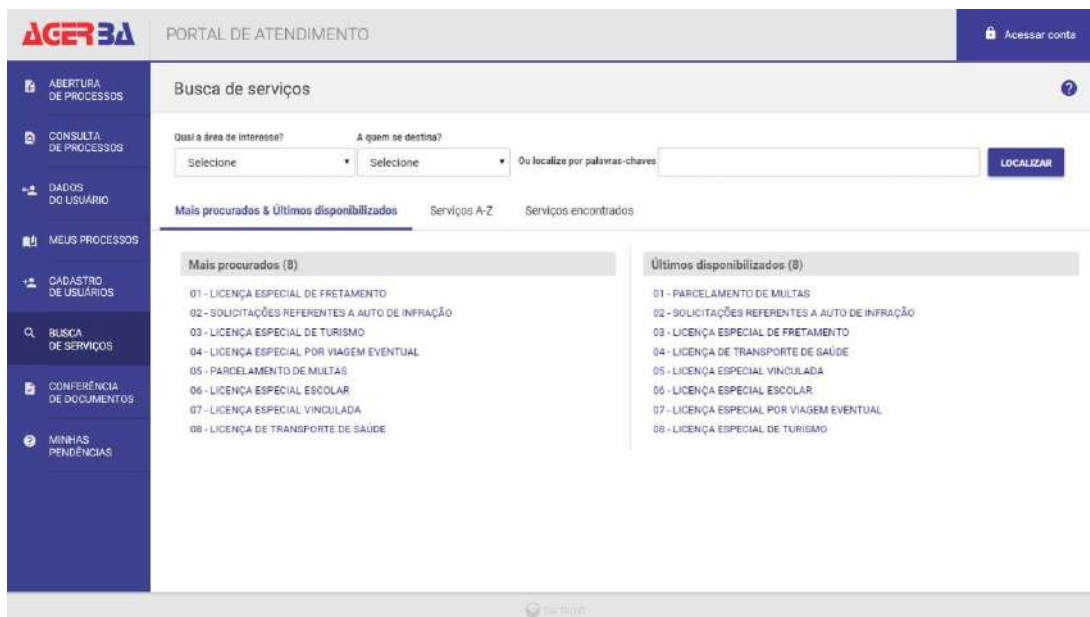 AGERBA
PORTAL DE ATENDIMENTO
Acessar conta
ABERTURA
DE PROCESSOS
CONSULTA
DE PROCESSOS
DADOS
DO USUÁRIO
MEUS PROCESSOS
CADASTRO
DE USUÁRIOS
BUSCA
DE SERVIÇOS
CONFERÊNCIA
DE DOCUMENTOS
MINHAS
PENDÊNCIAS
Busca de serviços
Qual a área de interesse?
A quem se destina?
Selecione
Selecione
Ou localize por palavras-chaves
LOCALIZAR
Mais procurados & Últimos disponibilizados
Serviços A-Z
Serviços encontrados
Mais procurados (8)
01 - LICENÇA ESPECIAL DE FRETAMENTO
02 - SOLICITAÇÕES REFERENTES A AUTO DE INFRAÇÃO
03 - LICENÇA ESPECIAL DE TURISMO
04 - LICENÇA ESPECIAL POR VIAGEM EVENTUAL
05 - PARCELAMENTO DE MULTAS
06 - LICENÇA ESPECIAL ESCOLAR
07 - LICENÇA ESPECIAL VINCULADA
08 - LICENÇA DE TRANSPORTE DE SAÚDE
Últimos disponibilizados (8)
01 - PARCELAMENTO DE MULTAS
02 - SOLICITAÇÕES REFERENTES A AUTO DE INFRAÇÃO
03 - LICENÇA ESPECIAL DE FRETAMENTO
04 - LICENÇA DE TRANSPORTE DE SAÚDE
05 - LICENÇA ESPECIAL VINCULADA
06 - LICENÇA ESPECIAL ESCOLAR
07 - LICENÇA ESPECIAL POR VIAGEM EVENTUAL
08 - LICENÇA ESPECIAL DE TURISMO